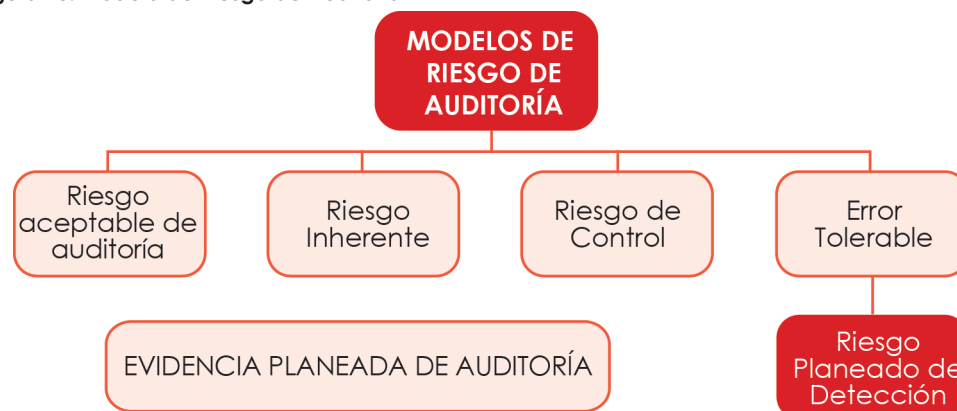 MODELOS DE
RIESGO DE
AUDITORÍA
Riesgo
aceptable de
auditoría
Riesgo
Inherente
Riesgo de
Control
Error
Tolerable
EVIDENCIA PLANEADA DE AUDITORÍA
Riesgo
Planeado de
Detección